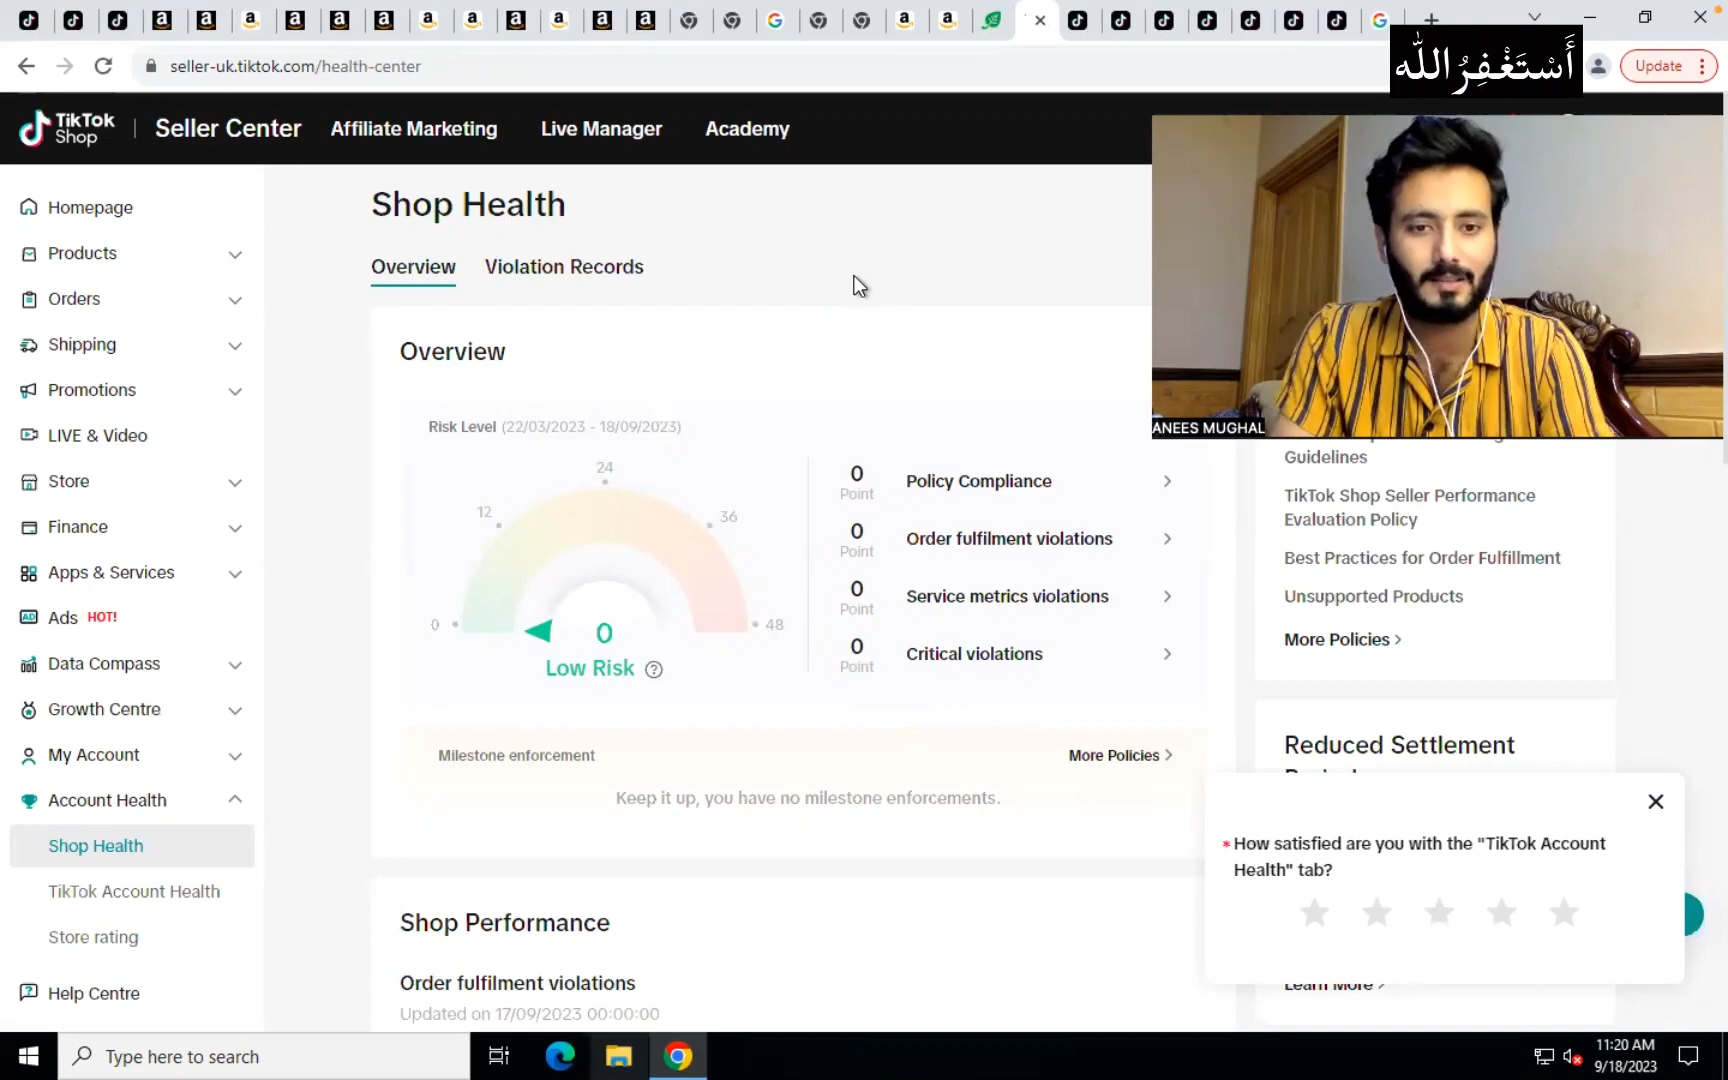 seller-uk.tiktok.com/health-center
أَسْتَغْفِرُ اللّٰه
Update
TikTok Shop
Seller Center
Affiliate Marketing
Live Manager
Academy
Homepage
Products
Orders
Shipping
Promotions
LIVE & Video
Store
Finance
Apps & Services
Ads HOT!
Data Compass
Growth Centre
My Account
Account Health
Shop Health
TikTok Account Health
Store rating
Help Centre
Shop Health
Overview
Violation Records
Overview
Risk Level (22/03/2023 - 18/09/2023)
0
12
24
36
48
0
Low Risk
0 Point Policy Compliance
0 Point Order fulfilment violations
0 Point Service metrics violations
0 Point Critical violations
Milestone enforcement
More Policies
Keep it up, you have no milestone enforcements.
Shop Performance
Order fulfilment violations
Updated on 17/09/2023 00:00:00
ANEES MUGHAL
Guidelines
TikTok Shop Seller Performance
Evaluation Policy
Best Practices for Order Fulfillment
Unsupported Products
More Policies
Reduced Settlement
*How satisfied are you with the "TikTok Account
Health" tab?
Learn More
Type here to search
11:20 AM
9/18/2023